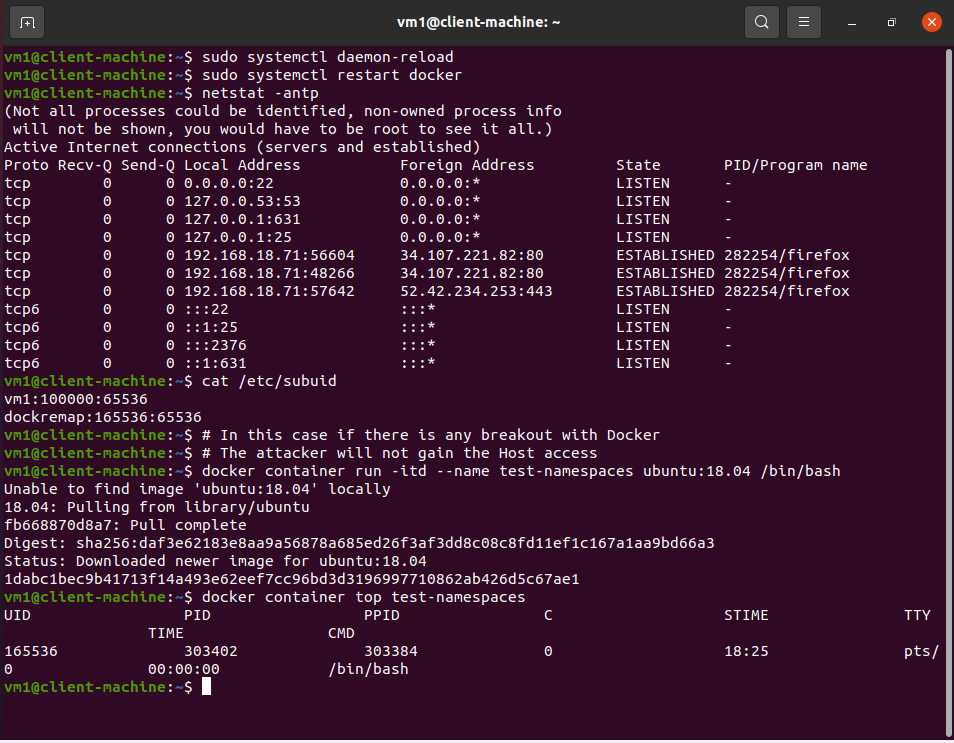 vm1@client-machine: ~
vm1@client-machine:~$ sudo systemctl daemon-reload
vm1@client-machine:~$ sudo systemctl restart docker
vm1@client-machine:~$ netstat -antp
(Not all processes could be identified, non-owned process info
 will not be shown, you would have to be root to see it all.)
Active Internet connections (servers and established)
Proto Recv-Q Send-Q Local Address           Foreign Address         State       PID/Program name
tcp        0      0 0.0.0.0:22              0.0.0.0:*               LISTEN      -
tcp        0      0 127.0.0.53:53           0.0.0.0:*               LISTEN      -
tcp        0      0 127.0.0.1:631           0.0.0.0:*               LISTEN      -
tcp        0      0 127.0.0.1:25            0.0.0.0:*               LISTEN      -
tcp        0      0 192.168.18.71:56604     34.107.221.82:80        ESTABLISHED 282254/firefox
tcp        0      0 192.168.18.71:48266     34.107.221.82:80        ESTABLISHED 282254/firefox
tcp        0      0 192.168.18.71:57642     52.42.234.253:443       ESTABLISHED 282254/firefox
tcp6       0      0 :::22                   :::*                    LISTEN      -
tcp6       0      0 ::1:25                  :::*                    LISTEN      -
tcp6       0      0 :::2376                 :::*                    LISTEN      -
tcp6       0      0 ::1:631                 :::*                    LISTEN      -
vm1@client-machine:~$ cat /etc/subuid
vm1:100000:65536
dockremap:165536:65536
vm1@client-machine:~$ # In this case if there is any breakout with Docker
vm1@client-machine:~$ # The attacker will not gain the Host access
vm1@client-machine:~$ docker container run -itd --name test-namespaces ubuntu:18.04 /bin/bash
Unable to find image 'ubuntu:18.04' locally
18.04: Pulling from library/ubuntu
fb668870d8a7: Pull complete
Digest: sha256:daf3e62183e8aa9a56878a685ed26f3af3dd8c08c8fd11ef1c167a1aa9bd66a3
Status: Downloaded newer image for ubuntu:18.04
1dabc1bec9b41713f14a493e62eef7cc96bd3d3196997710862ab426d5c67ae1
vm1@client-machine:~$ docker container top test-namespaces
UID                 PID                 PPID                C                   STIME               TTY
                TIME                CMD
165536              303402              303384              0                   18:25               pts/
0               00:00:00            /bin/bash
vm1@client-machine:~$